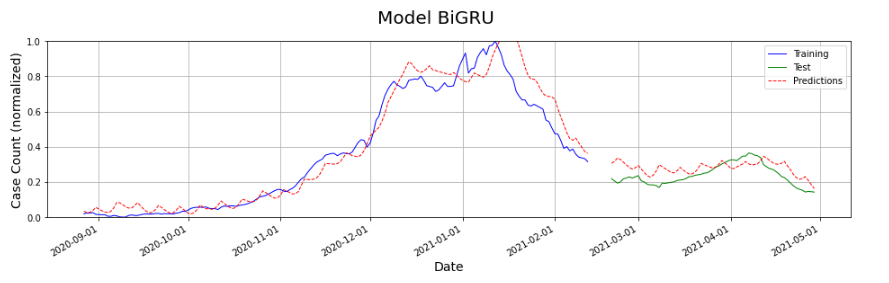 Model BiGRU
Case Count (normalized)
1.0
0.8
0.6
0.4
0.2
0.0
Training
Test
Predictions
2020-09-01
2020-10-01
2020-11-01
2020-12-01
2021-01-01
2021-02-01
2021-03-01
2021-04-01
2021-05-01
Date